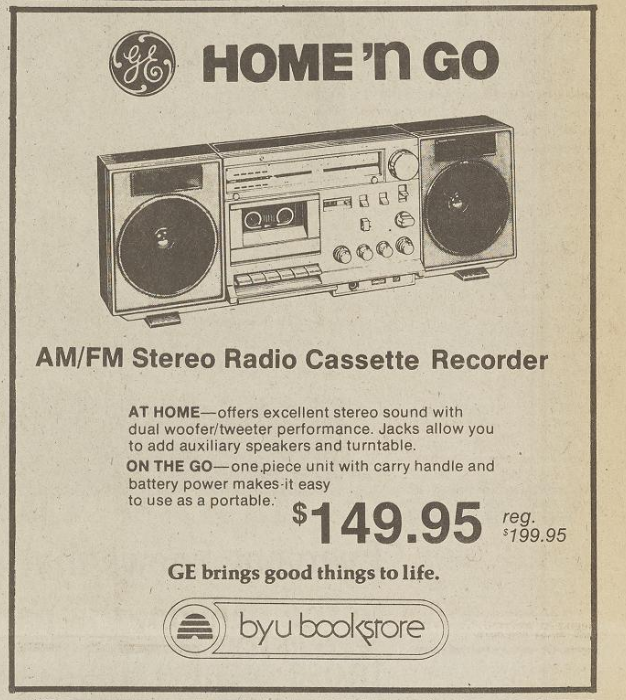 GE HOME 'n GO
AM/FM Stereo Radio Cassette Recorder
AT HOME—offers excellent stereo sound with
dual woofer/tweeter performance. Jacks allow you
to add auxiliary speakers and turntable.
ON THE GO—one piece unit with carry handle and
battery power makes it easy
to use as a portable.
$149.95 reg.
$199.95
GE brings good things to life.
byu bookstore